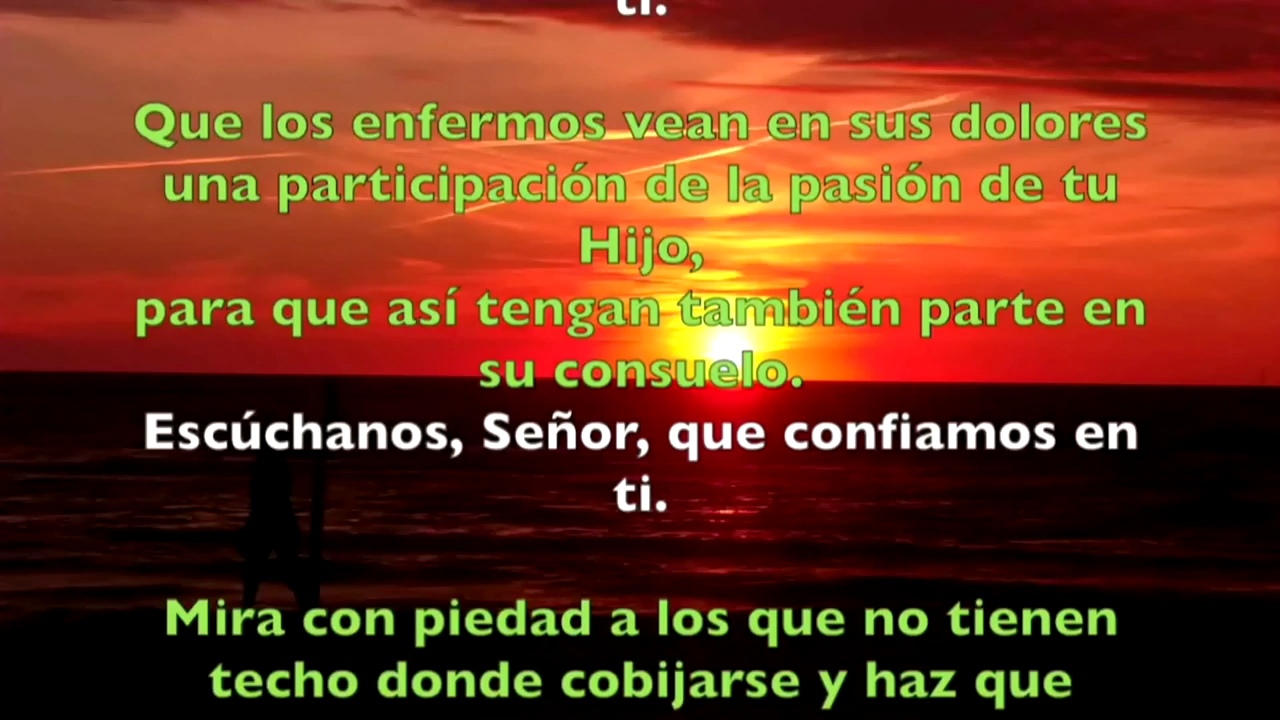 ti.
Que los enfermos vean en sus dolores
una participación de la pasión de tu
Hijo,
para que así tengan también parte en
su consuelo.
Escúchanos, Señor, que confiamos en
ti.
Mira con piedad a los que no tienen
techo donde cobijarse y haz que